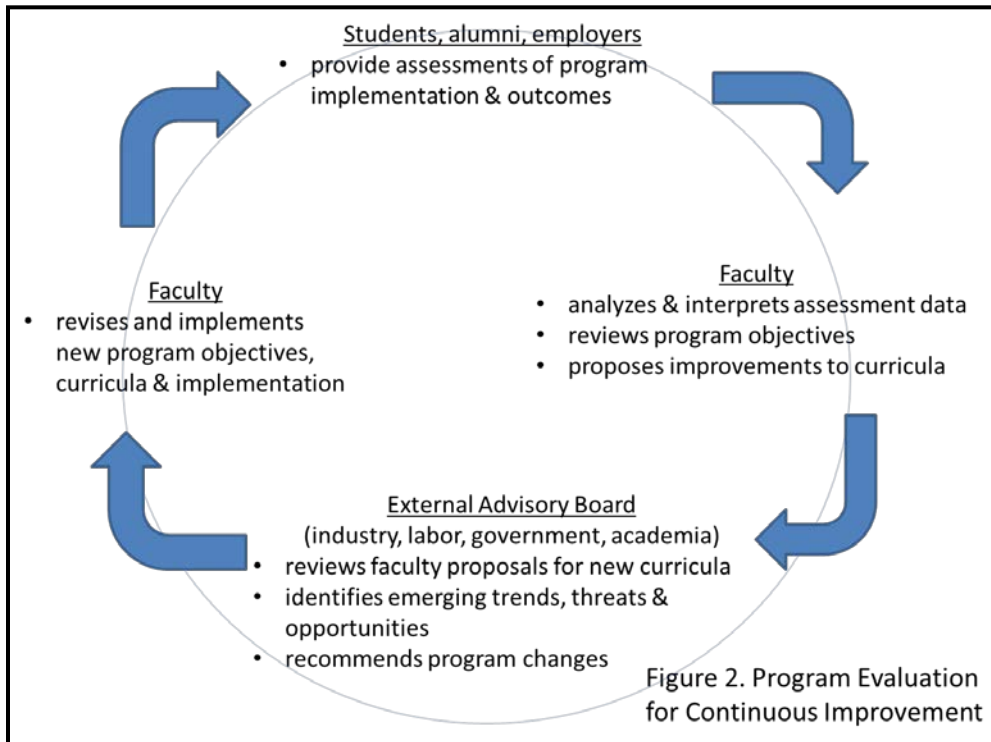 Students, alumni, employers
• provide assessments of program
implementation & outcomes
Faculty
• analyzes & interprets assessment data
• reviews program objectives
• proposes improvements to curricula
External Advisory Board
(industry, labor, government, academia)
• reviews faculty proposals for new curricula
• identifies emerging trends, threats &
opportunities
• recommends program changes
Faculty
• revises and implements
new program objectives,
curricula & implementation
Figure 2. Program Evaluation
for Continuous Improvement